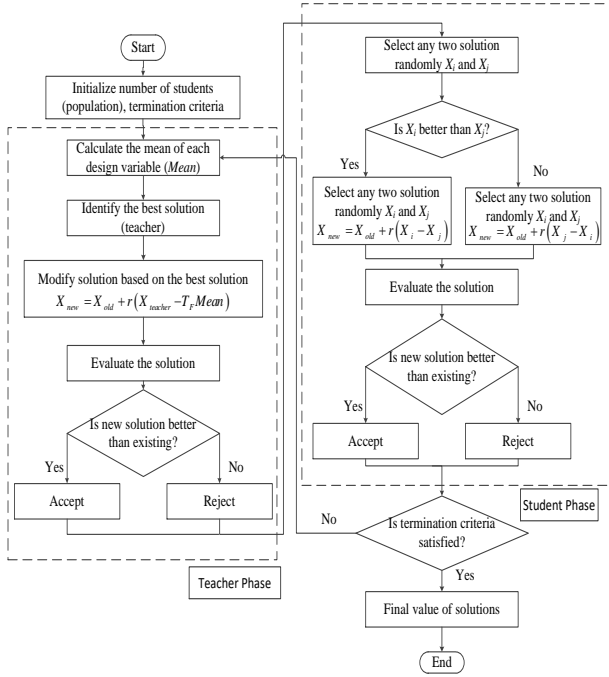 Start
Initialize number of students
(population), termination criteria
Calculate the mean of each
design variable (Mean)
Identify the best solution
(teacher)
Modify solution based on the best solution
X_new = X_old + r(X_teacher − T_F Mean)
Evaluate the solution
Is new solution better
than existing?
Yes
No
Accept
Reject
Teacher Phase
Select any two solution
randomly X_i and X_j
Is X_i better than X_j?
Yes
No
Select any two solution
randomly X_i and X_j
X_new = X_old + r(X_i − X_j)
Select any two solution
randomly X_i and X_j
X_new = X_old + r(X_j − X_i)
Evaluate the solution
Is new solution better
than existing?
Yes
No
Accept
Reject
Student Phase
No
Is termination criteria
satisfied?
Yes
Final value of solutions
End